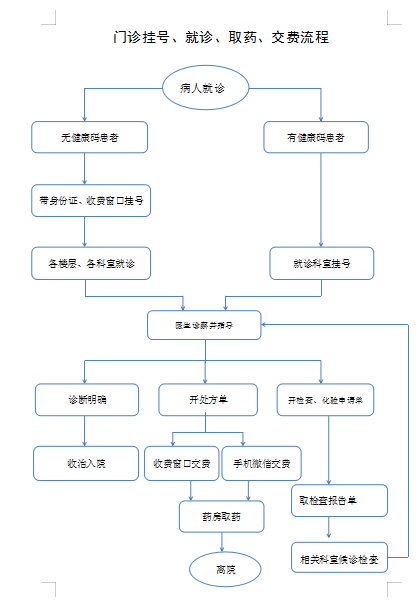 门诊挂号、就诊、取药、交费流程
病人就诊
无健康码患者
有健康码患者
带身份证、收费窗口挂号
各楼层、各科室就诊
就诊科室挂号
医生诊察并指导
诊断明确
开处方单
开检查、化验申请单
收治入院
收费窗口交费
手机微信交费
取检查报告单
药房取药
相关科室候诊检查
离院